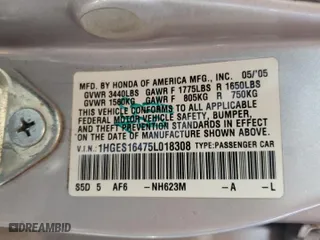 MFD. BY HONDA OF AMERICA MFG., INC. 05/'05
GVWR 3440LBS GAWR F 1775LBS R 1650LBS
GVWR 1560KG GAWR F 805KG R 750KG
THIS VEHICLE CONFORMS TO ALL APPLICABLE
FEDERAL MOTOR VEHICLE SAFETY, BUMPER,
AND THEFT PREVENTION STANDARDS IN
EFFECT ON THE DATE OF MANUFACTURE
SHOWN ABOVE.
V.I.N.: 1HGES16475L018308 TYPE: PASSENGER CAR
S5D 5 AF6 -NH623M -A -L